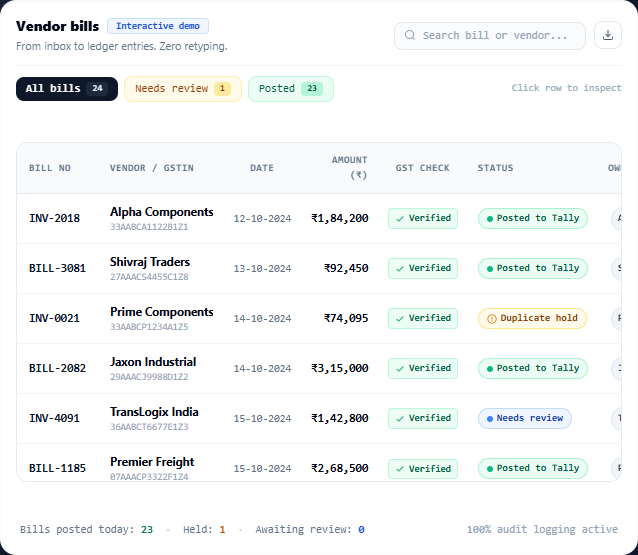 Vendor bills Interactive demo
From inbox to ledger entries. Zero retyping.
Search bill or vendor...
All bills 24 Needs review 1 Posted 23
Click row to inspect
BILL NO VENDOR / GSTIN DATE AMOUNT (₹) GST CHECK STATUS
INV-2018 Alpha Components 12-10-2024 ₹1,84,200 Verified Posted to Tally
33AABCA1122B1Z1
BILL-3081 Shivraj Traders 13-10-2024 ₹92,450 Verified Posted to Tally
27AAACS4455C1Z8
INV-0021 Prime Components 14-10-2024 ₹74,095 Verified Duplicate hold
33AABCP1234A1Z5
BILL-2082 Jaxon Industrial 14-10-2024 ₹3,15,000 Verified Posted to Tally
29AAACJ9988D1Z2
INV-4091 TransLogix India 15-10-2024 ₹1,42,800 Verified Needs review
36AABCT6677E1Z3
BILL-1185 Premier Freight 15-10-2024 ₹2,68,500 Verified Posted to Tally
07AAACP3322F1Z4
Bills posted today: 23 · Held: 1 · Awaiting review: 0
100% audit logging active